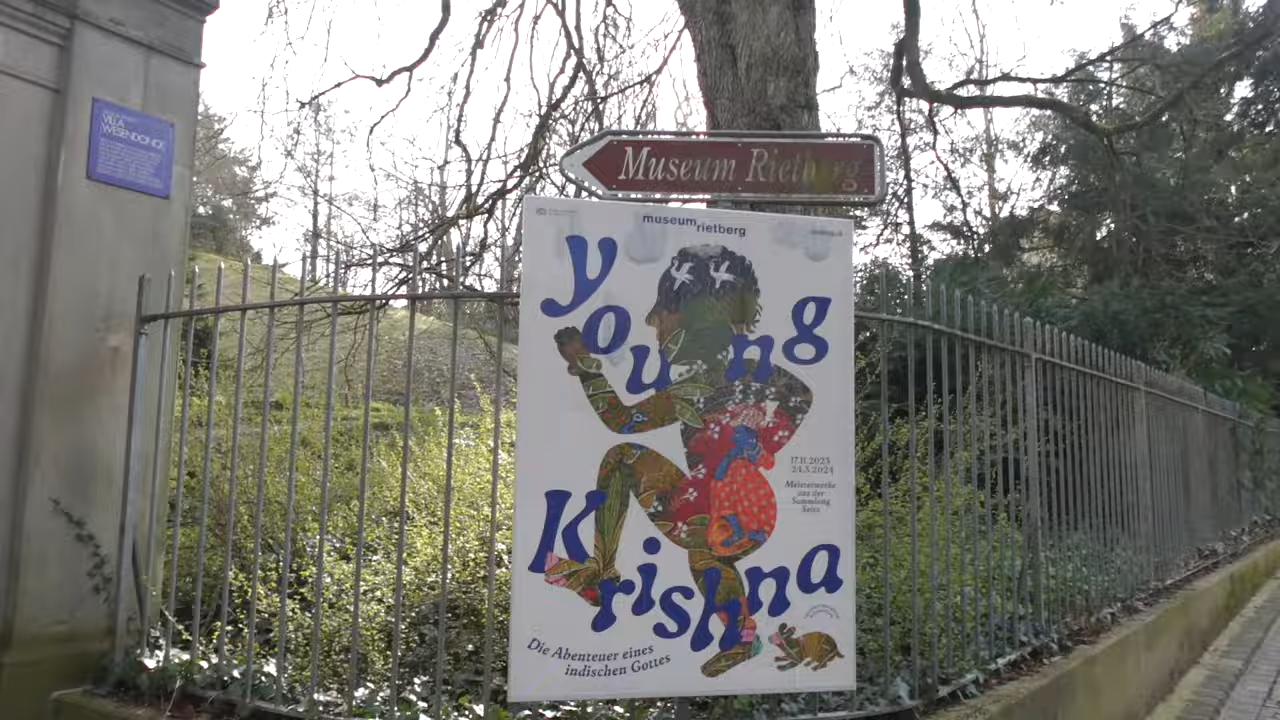 VILLA
WESENDONCK
Museum Rietberg
museum
rietberg
young
Krishna
17.11.2023
24.3.2024
Meisterwerke
aus der
Sammlung
Seitz
Die Abenteuer eines
indischen Gottes